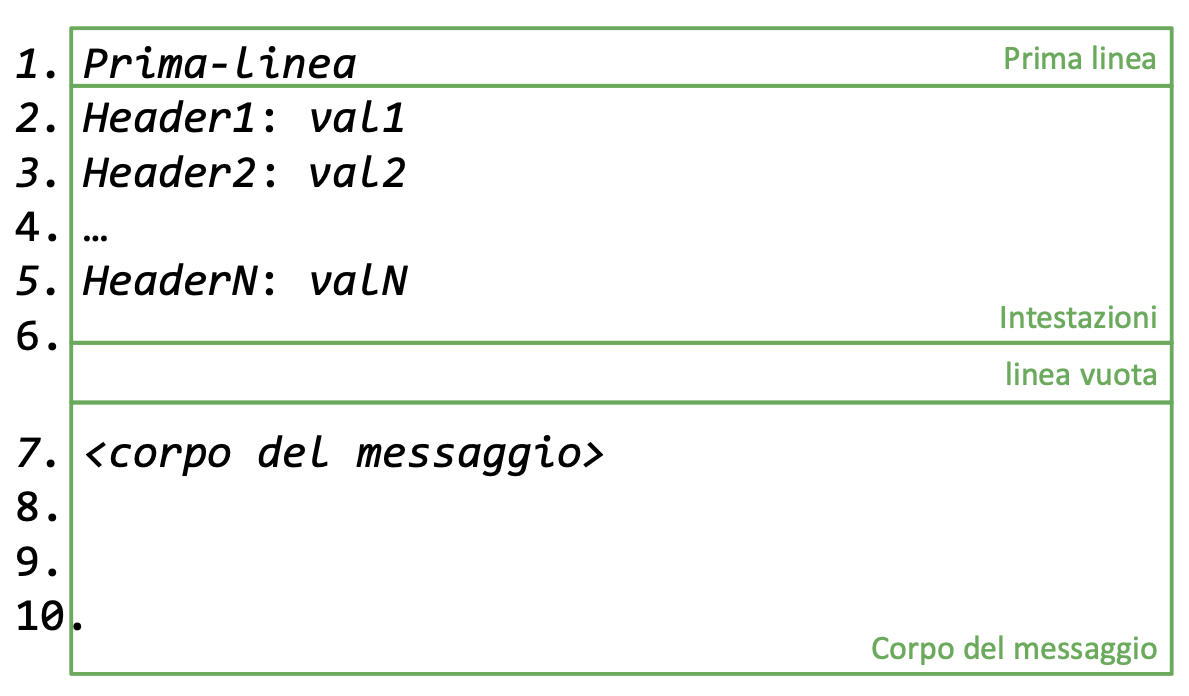 1. Prima-linea Prima linea
2. Header1: val1
3. Header2: val2
4. …
5. HeaderN: valN
Intestazioni
6.
linea vuota
7. <corpo del messaggio>
8.
9.
10.
Corpo del messaggio